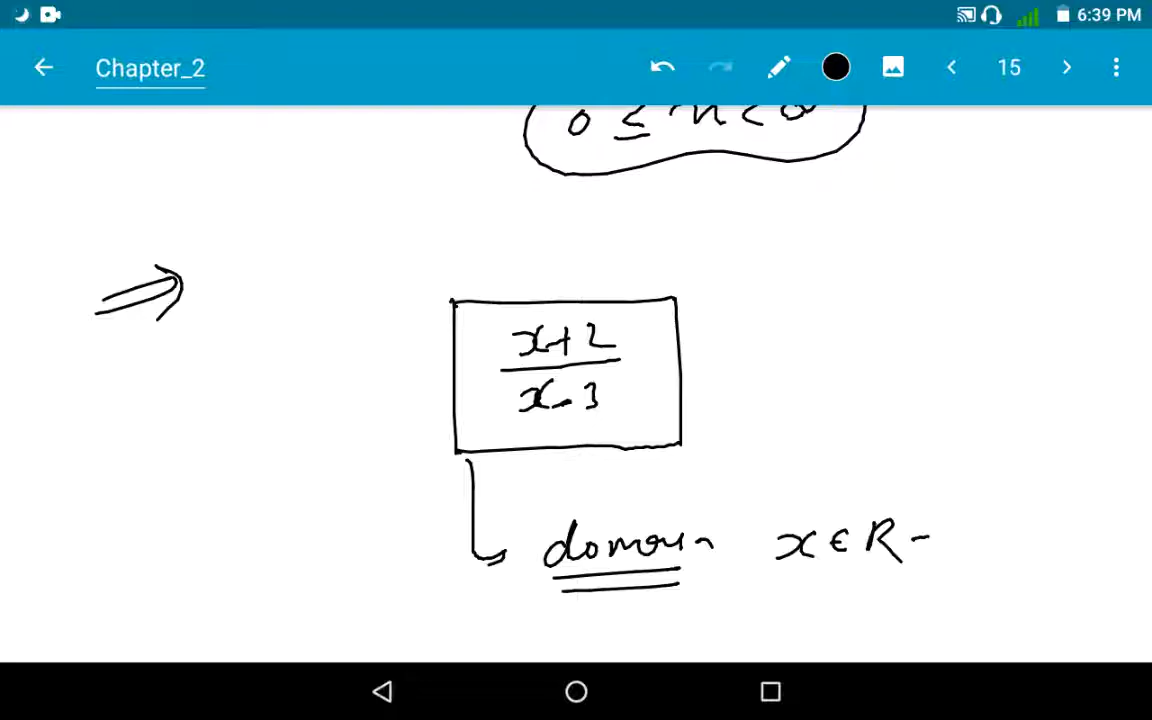 6:39 PM
Chapter_2
15
x+2
x-3
domain x∈R-